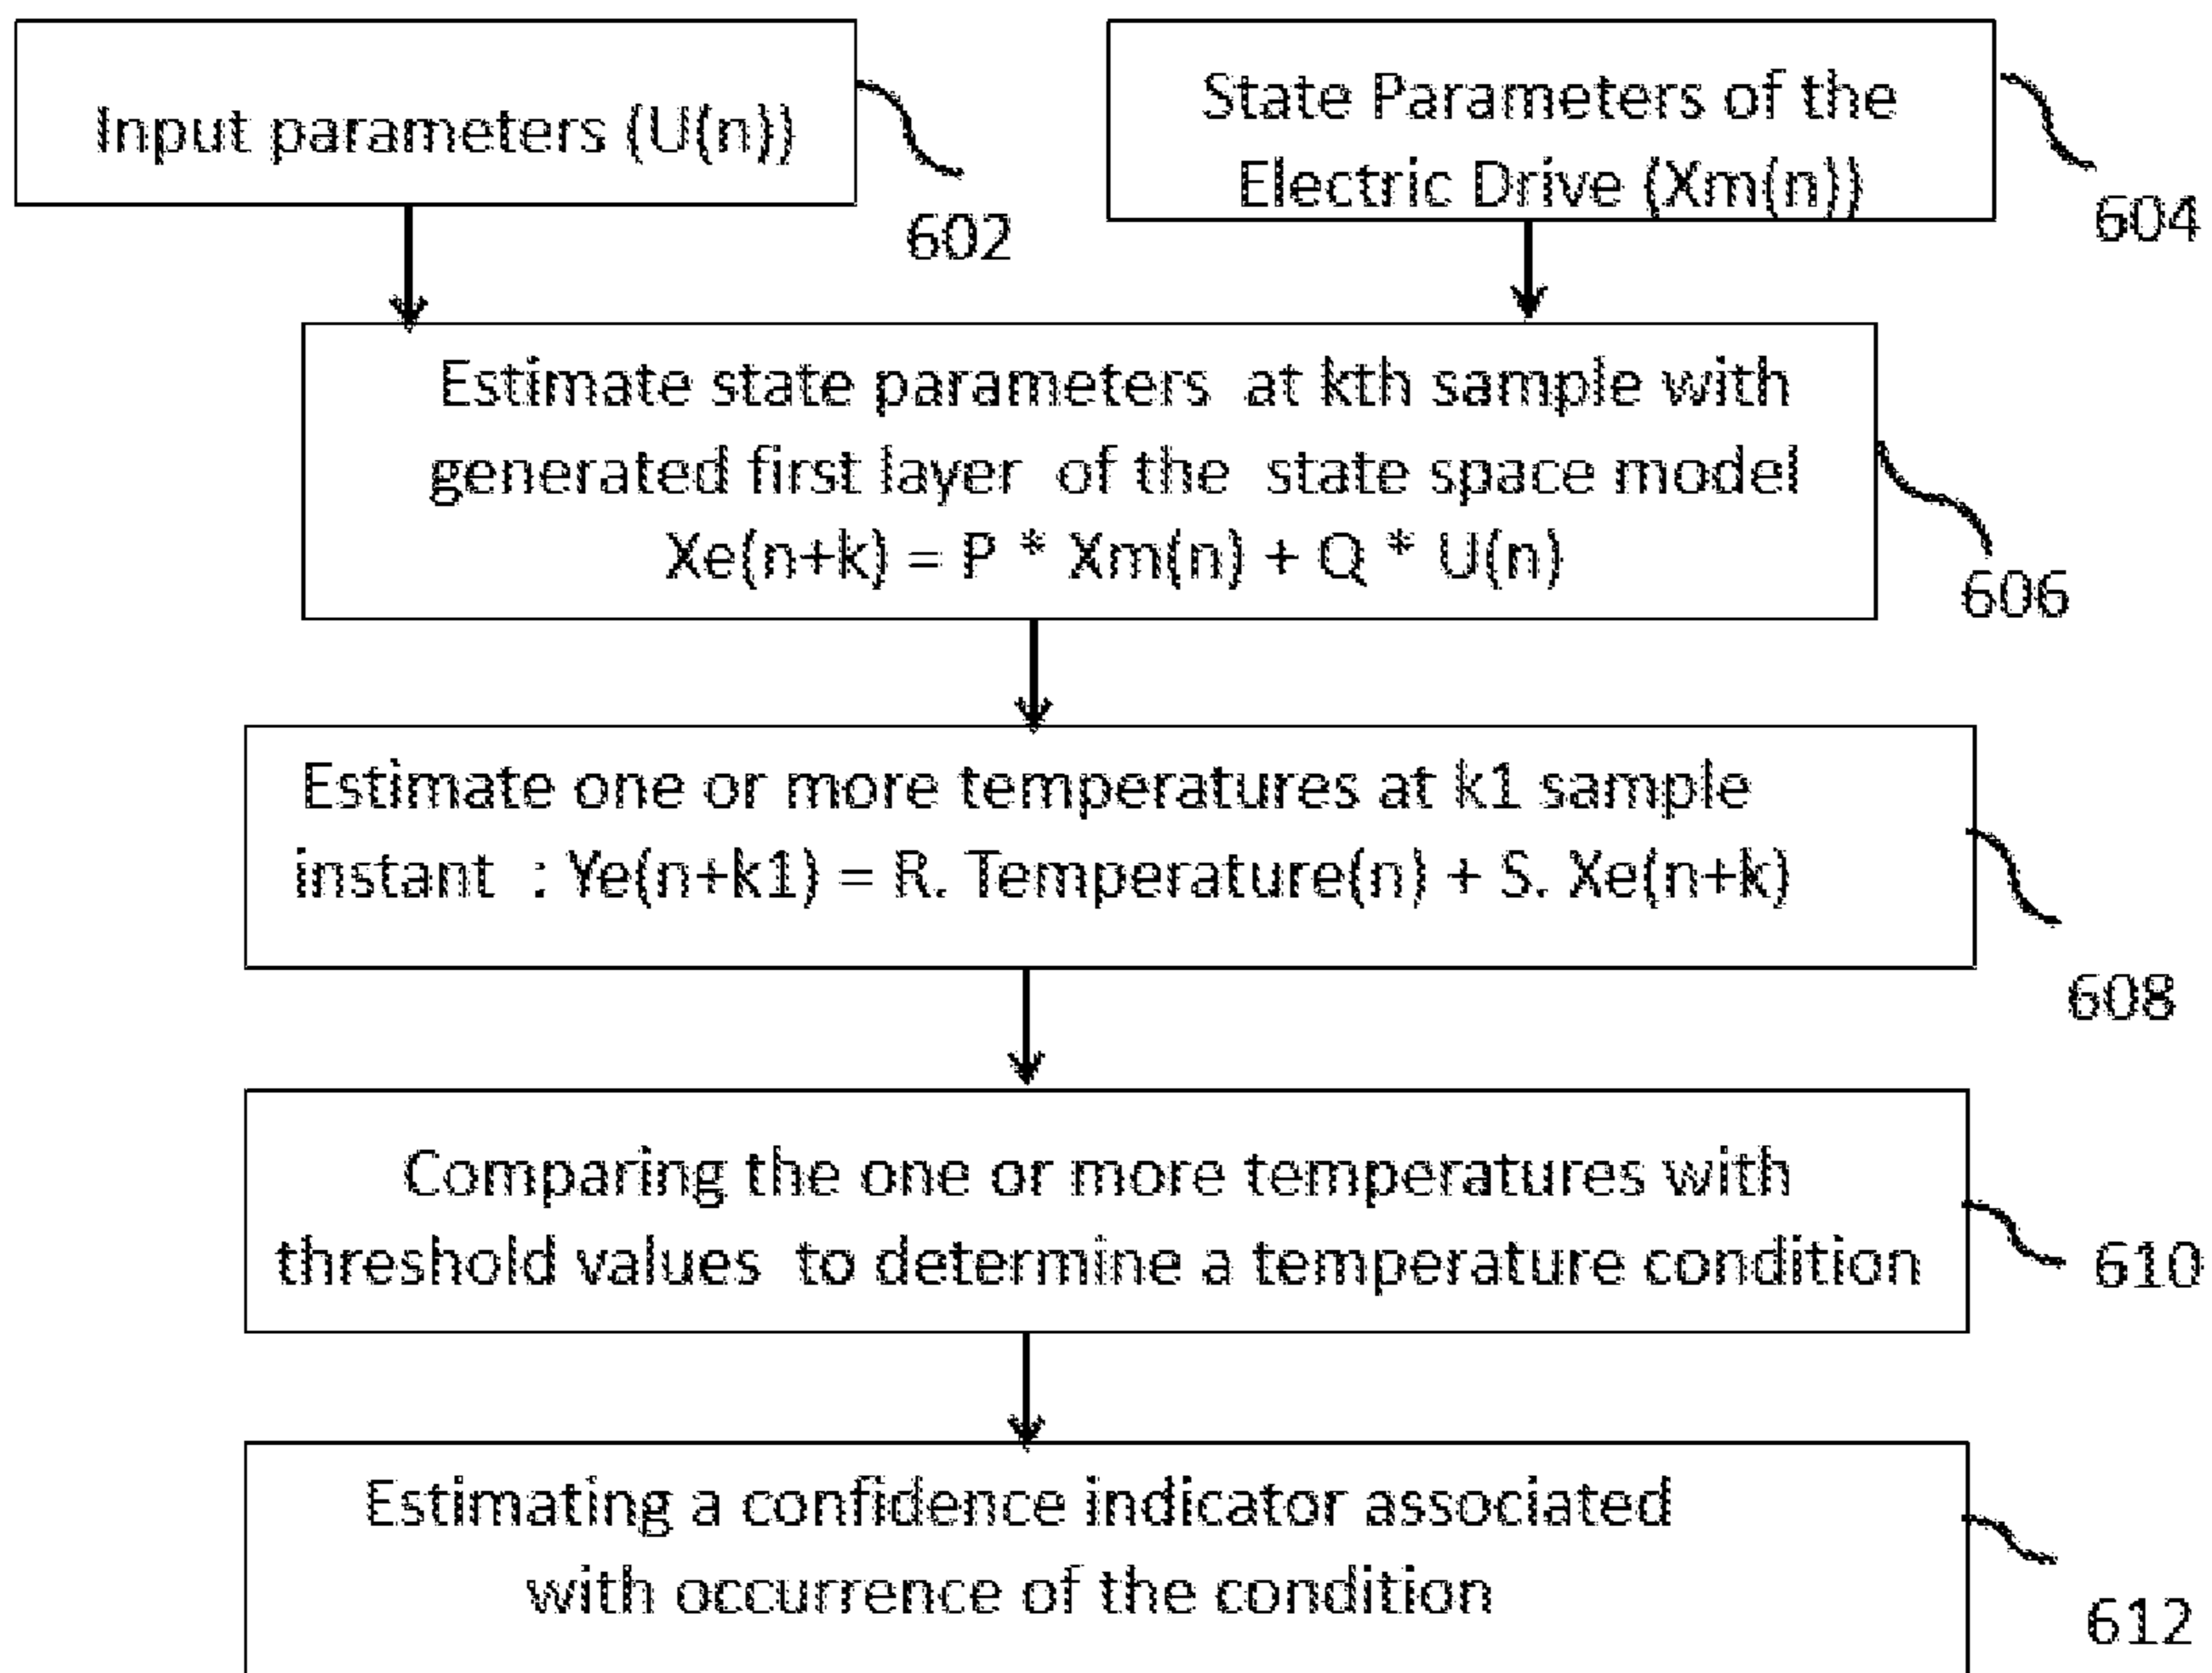 Input parameters (U(n))
602
State Parameters of the
Electric Drive (Xm(n))
604
Estimate state parameters at kth sample with
generated first layer of the state space model
Xe(n+k) = P * Xm(n) + Q * U(n)
606
Estimate one or more temperatures at k1 sample
instant : Ye(n+k1) = R. Temperature(n) + S. Xe(n+k)
608
Comparing the one or more temperatures with
threshold values to determine a temperature condition
610
Estimating a confidence indicator associated
with occurrence of the condition
612